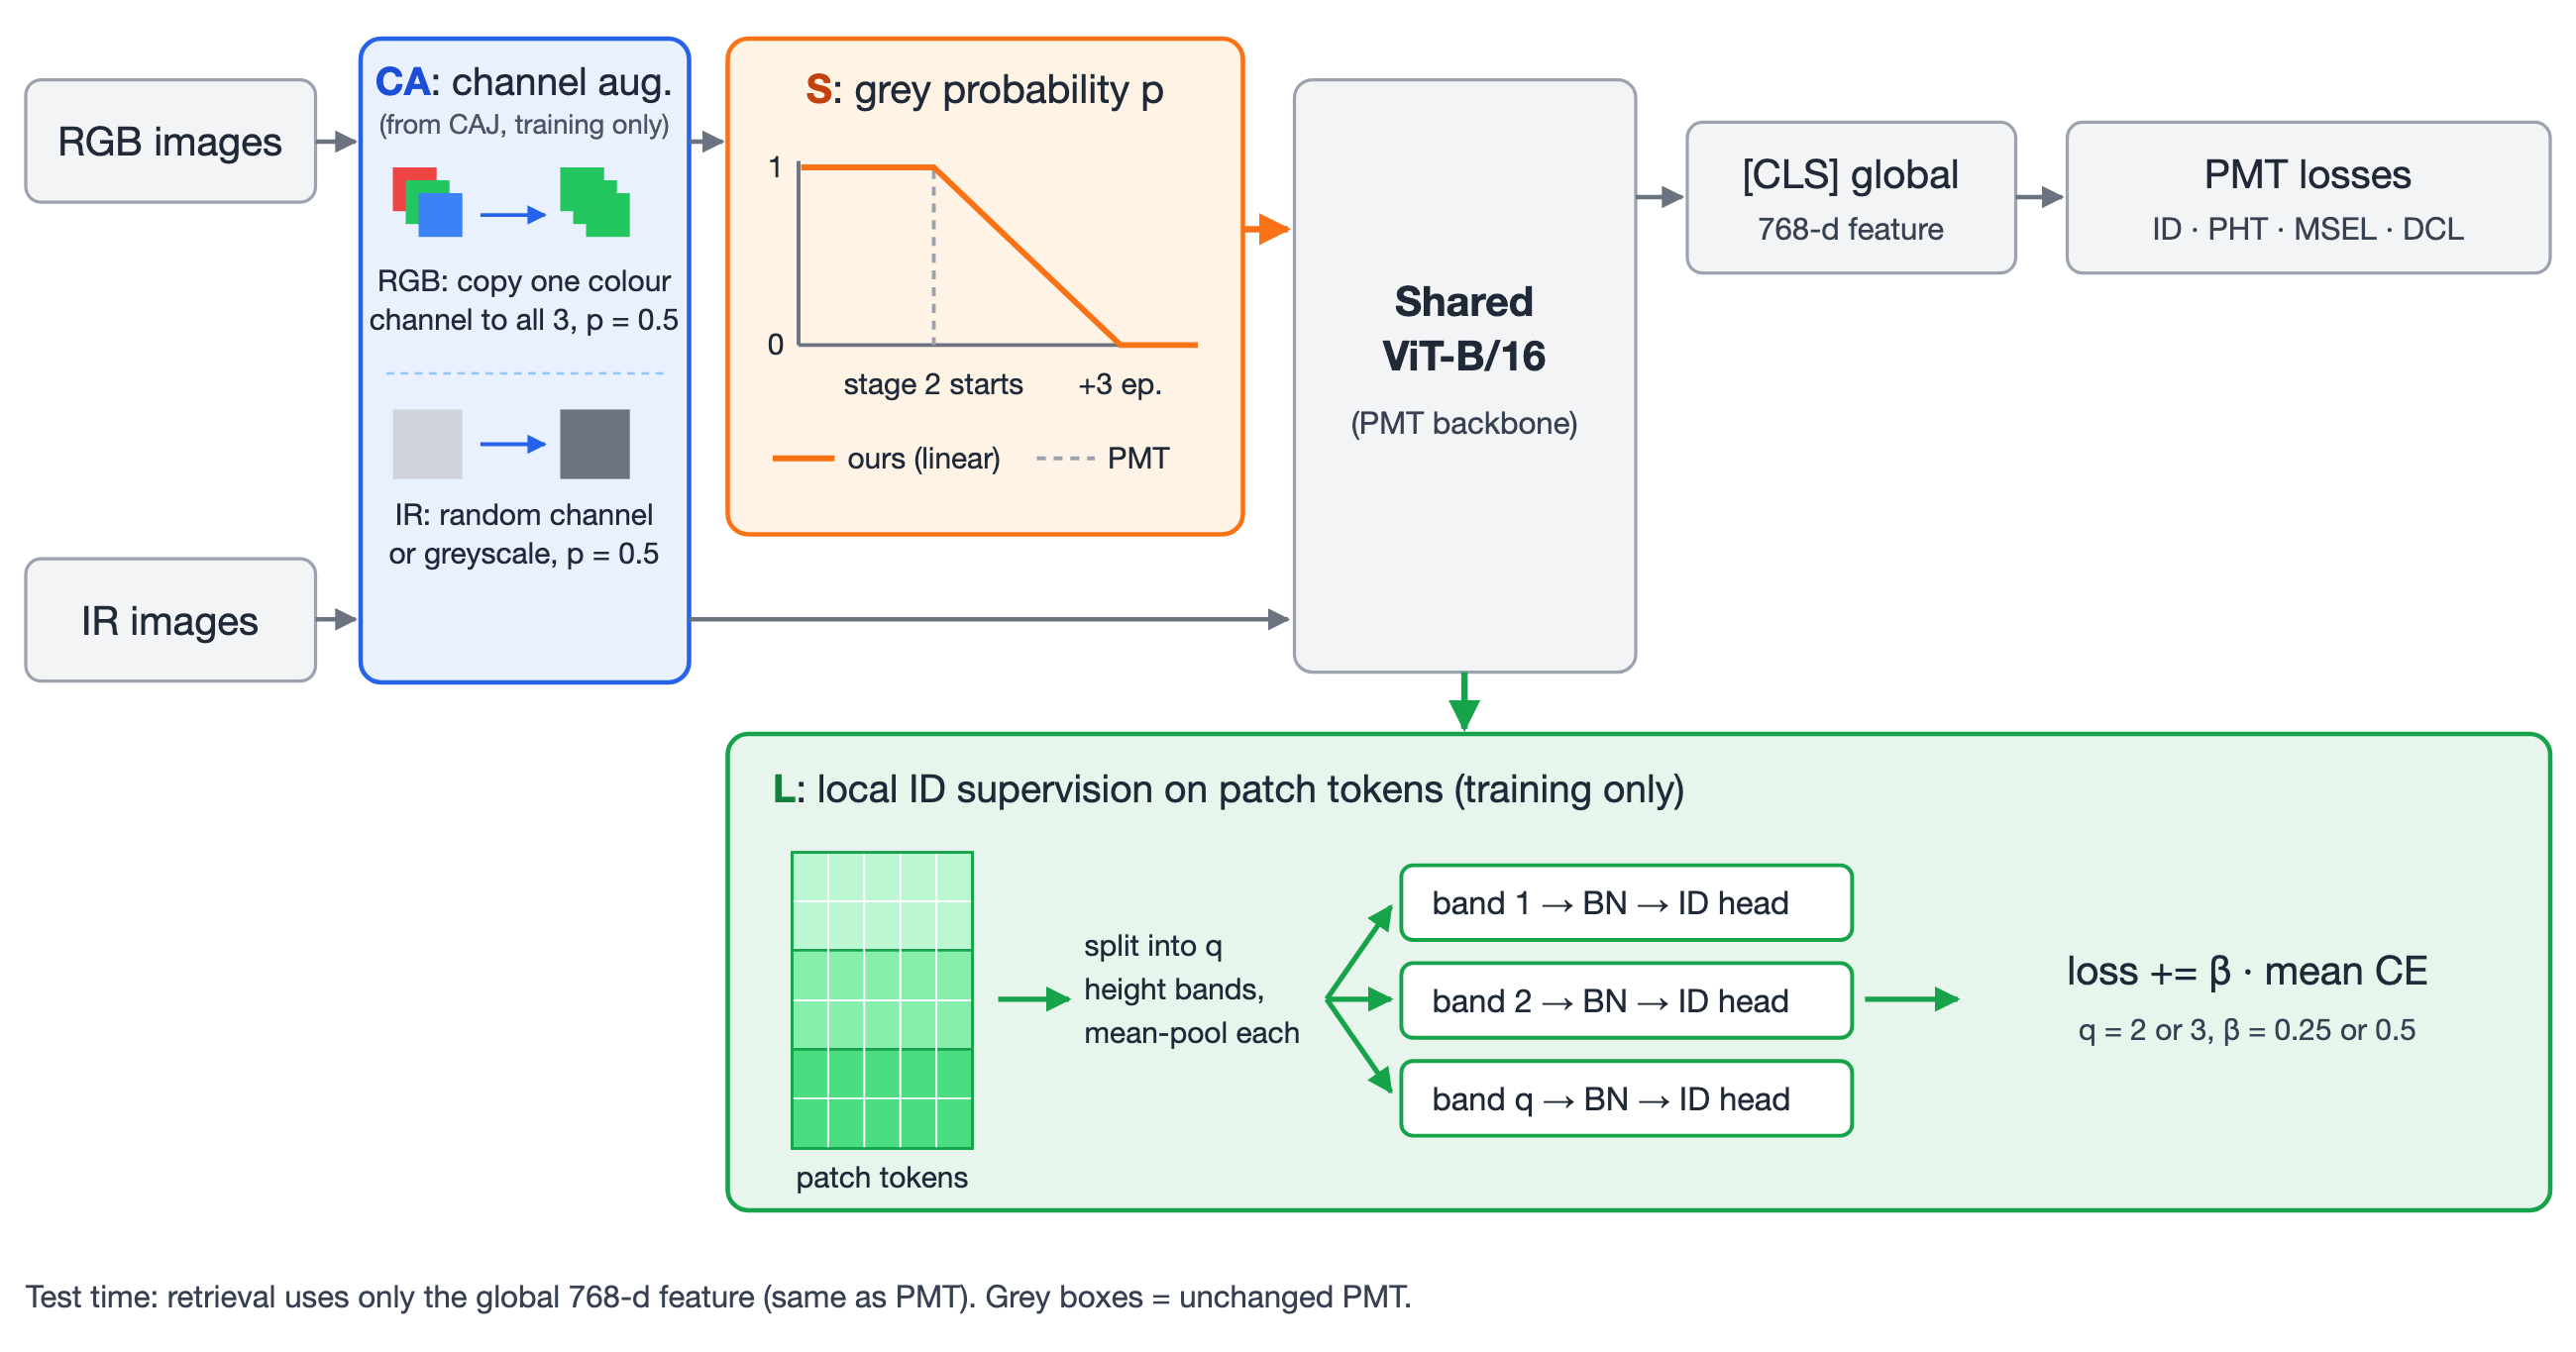 RGB images
CA: channel aug.
(from CAJ, training only)
RGB: copy one colour
channel to all 3, p = 0.5
IR: random channel
or greyscale, p = 0.5
IR images
S: grey probability p
1
0
stage 2 starts
+3 ep.
ours (linear)
PMT
Shared
ViT-B/16
(PMT backbone)
[CLS] global
768-d feature
PMT losses
ID · PHT · MSEL · DCL
L: local ID supervision on patch tokens (training only)
patch tokens
split into q
height bands,
mean-pool each
band 1 → BN → ID head
band 2 → BN → ID head
band q → BN → ID head
loss += β · mean CE
q = 2 or 3, β = 0.25 or 0.5
Test time: retrieval uses only the global 768-d feature (same as PMT). Grey boxes = unchanged PMT.